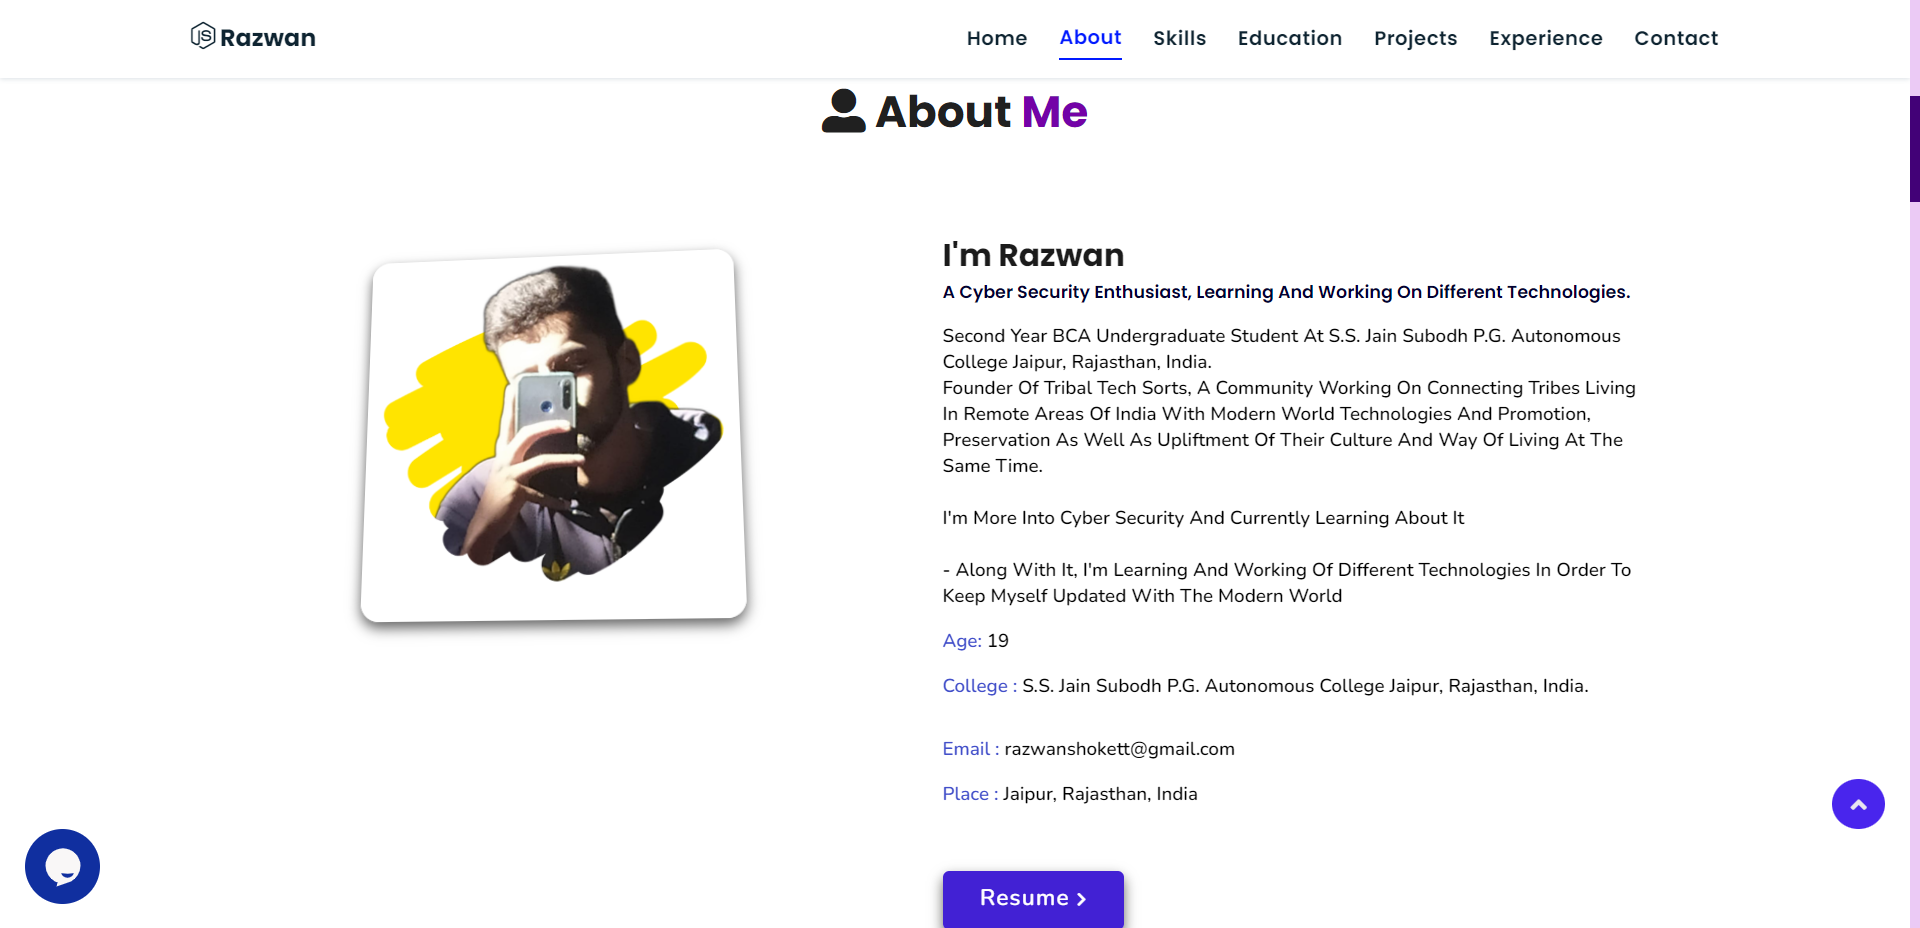 Razwan
Home About Skills Education Projects Experience Contact
About Me
I'm Razwan
A Cyber Security Enthusiast, Learning And Working On Different Technologies.
Second Year BCA Undergraduate Student At S.S. Jain Subodh P.G. Autonomous
College Jaipur, Rajasthan, India.
Founder Of Tribal Tech Sorts, A Community Working On Connecting Tribes Living
In Remote Areas Of India With Modern World Technologies And Promotion,
Preservation As Well As Upliftment Of Their Culture And Way Of Living At The
Same Time.
I'm More Into Cyber Security And Currently Learning About It
- Along With It, I'm Learning And Working Of Different Technologies In Order To
Keep Myself Updated With The Modern World
Age: 19
College : S.S. Jain Subodh P.G. Autonomous College Jaipur, Rajasthan, India.
Email : razwanshokett@gmail.com
Place : Jaipur, Rajasthan, India
Resume